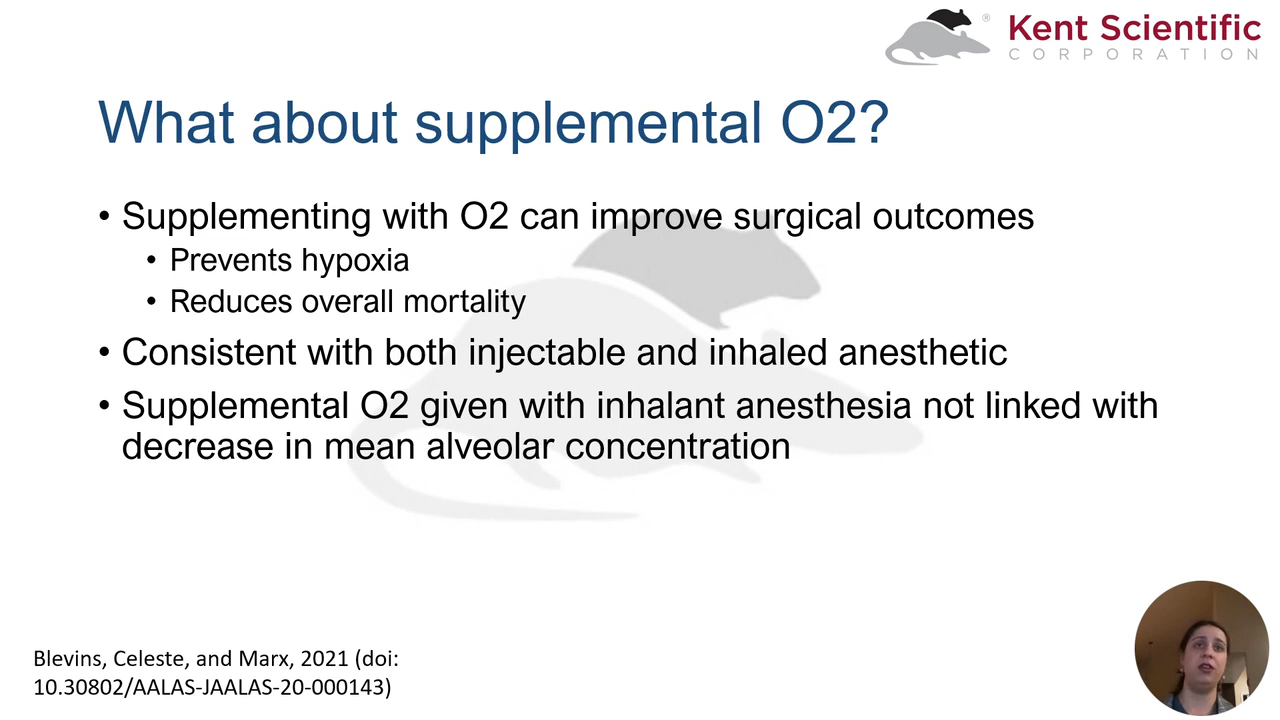 ® Kent Scientific
CORPORATION
What about supplemental O2?
• Supplementing with O2 can improve surgical outcomes
• Prevents hypoxia
• Reduces overall mortality
• Consistent with both injectable and inhaled anesthetic
• Supplemental O2 given with inhalant anesthesia not linked with
decrease in mean alveolar concentration
Blevins, Celeste, and Marx, 2021 (doi:
10.30802/AALAS-JAALAS-20-000143)